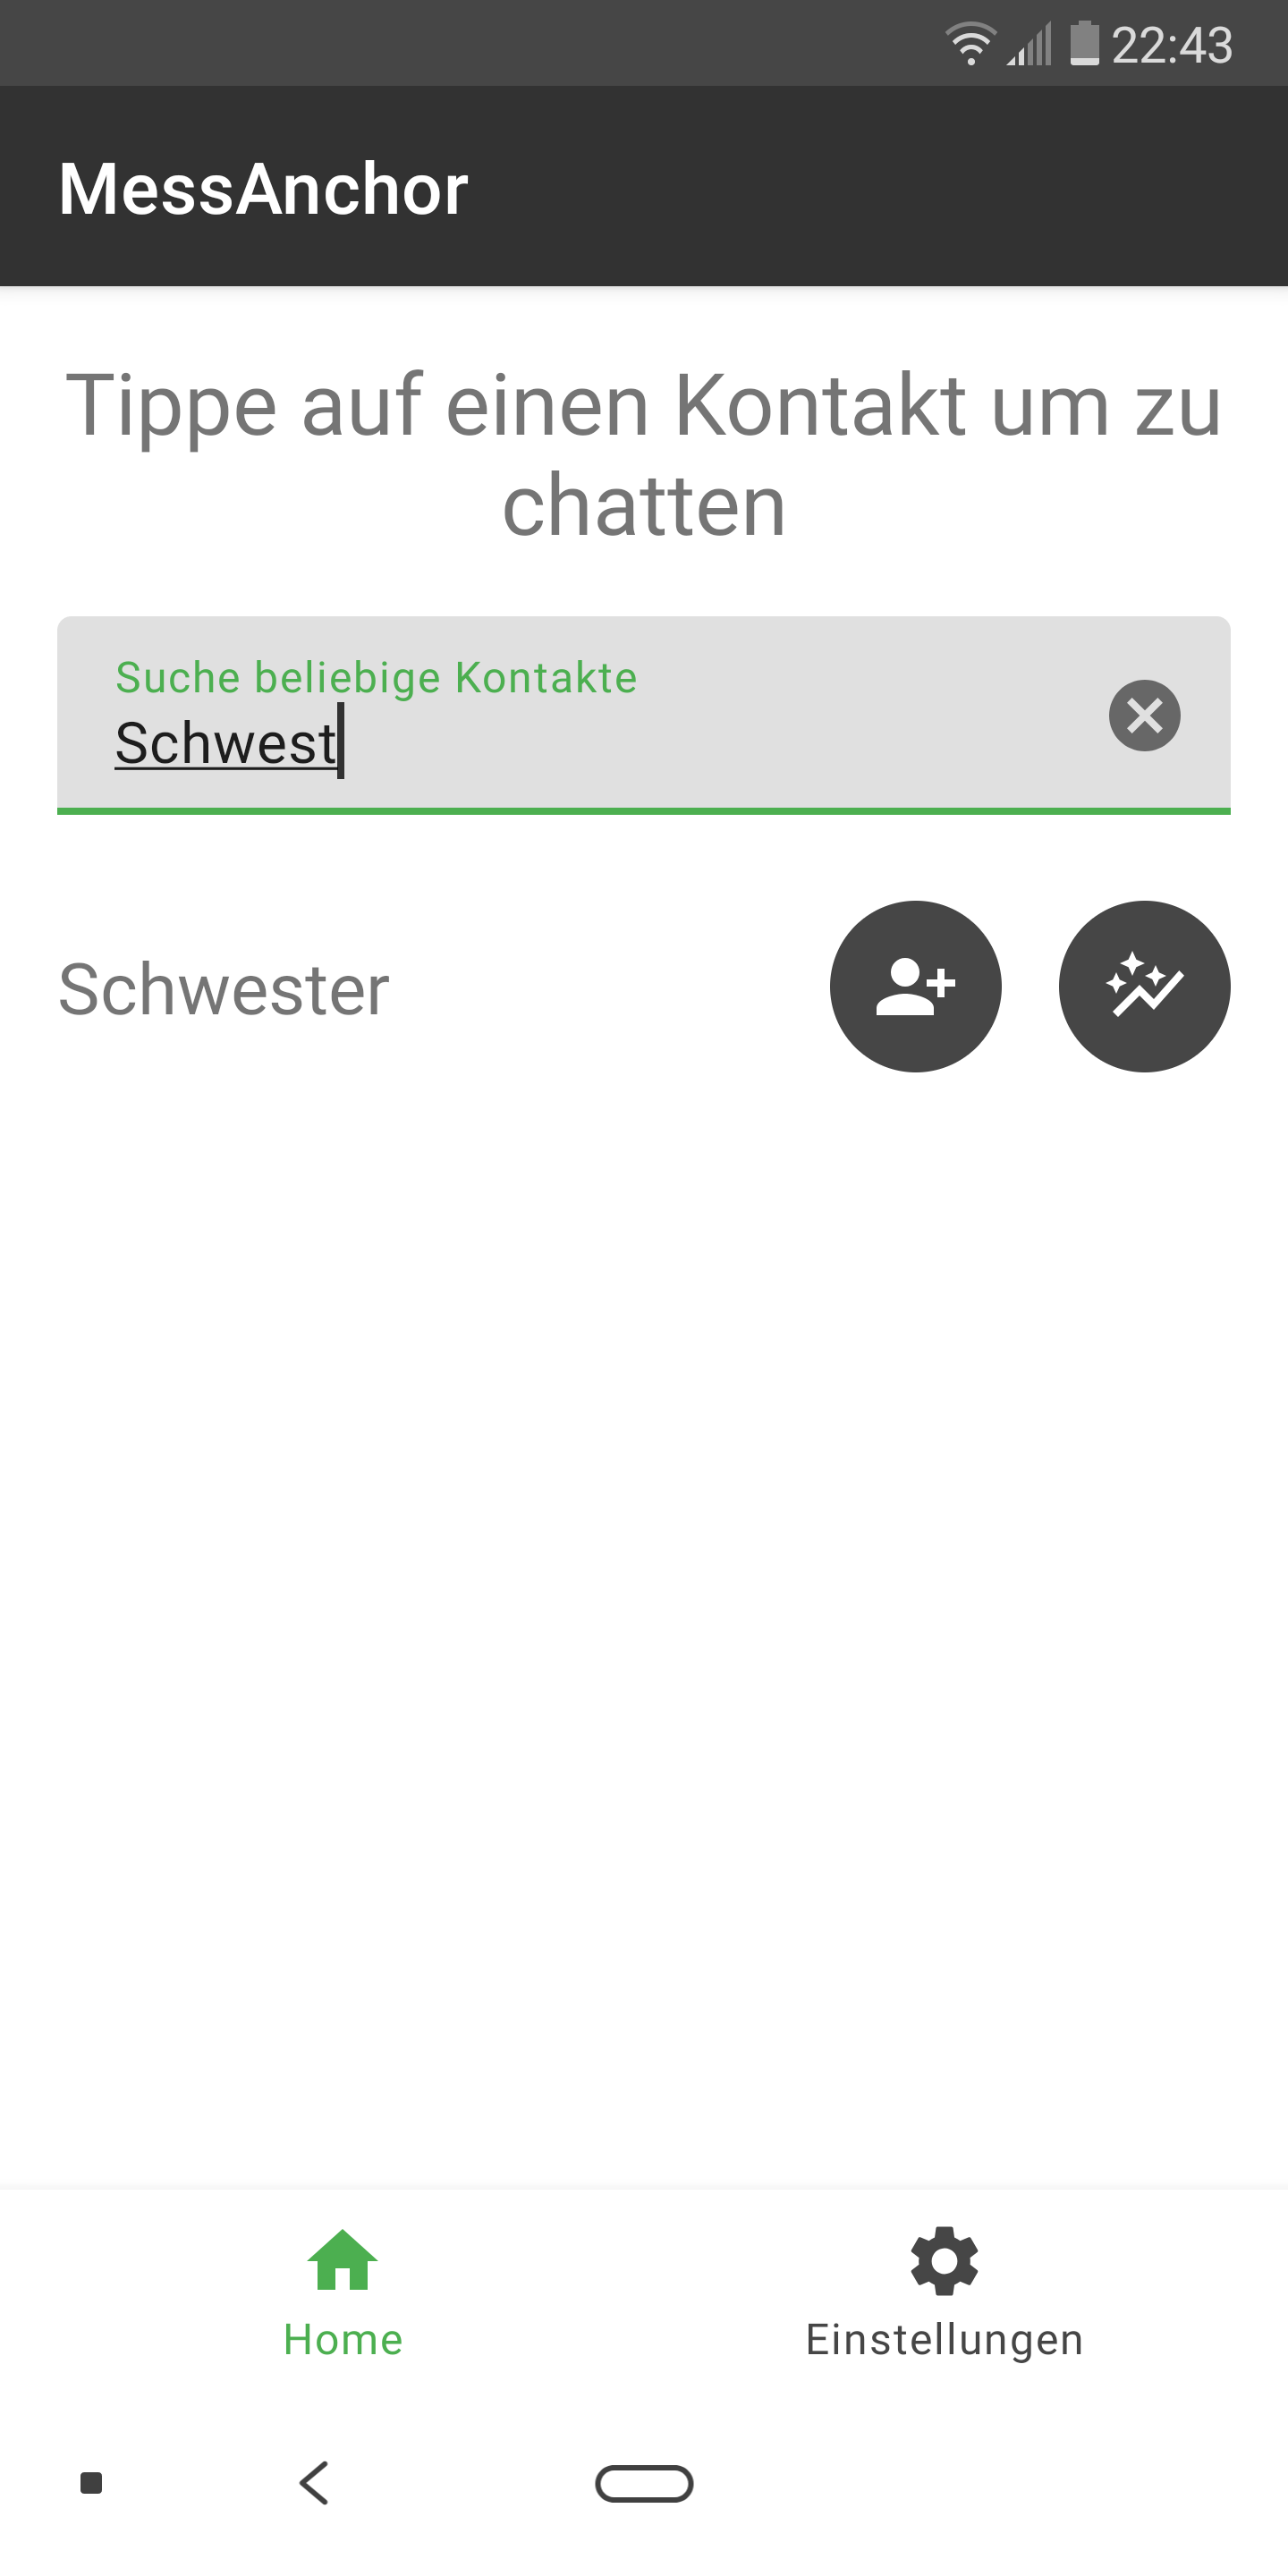 22:43
MessAnchor
Tippe auf einen Kontakt um zu
chatten
Suche beliebige Kontakte
Schwest
Schwester
Home
Einstellungen